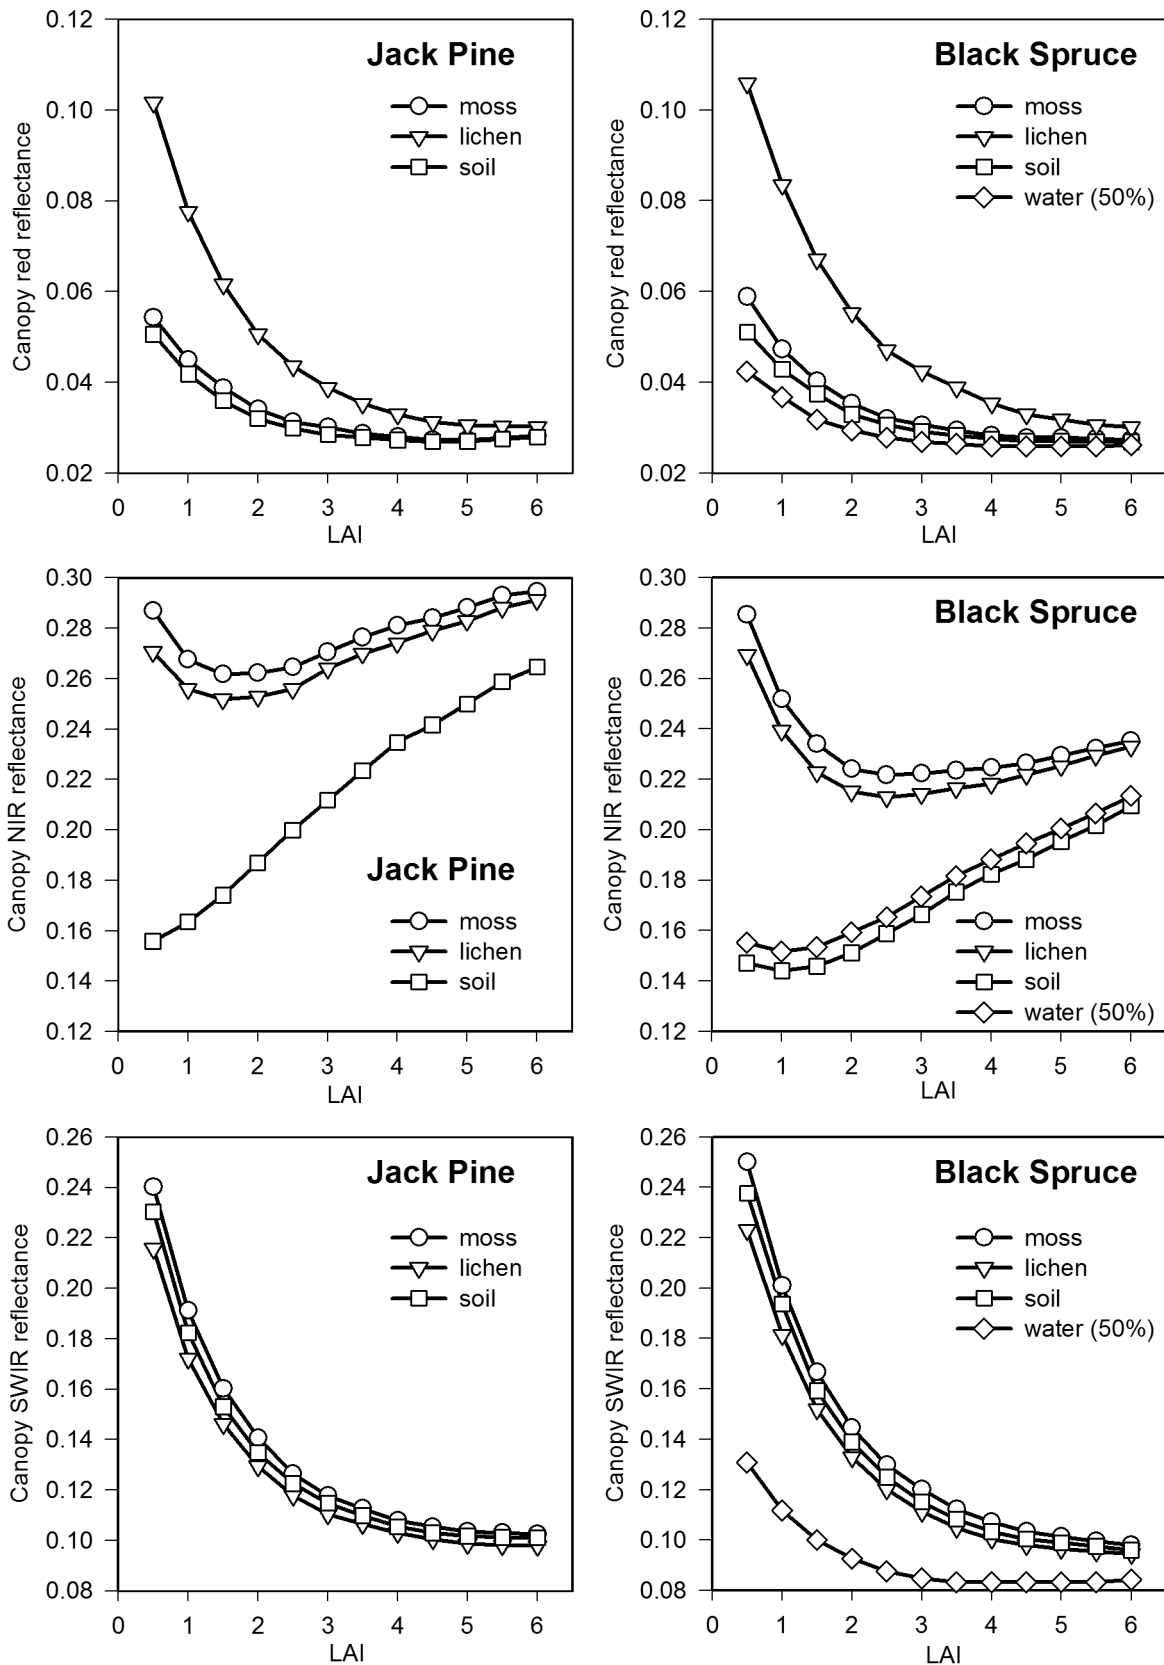 Jack Pine
moss
lichen
soil
Canopy red reflectance
0.12
0.10
0.08
0.06
0.04
0.02
0 1 2 3 4 5 6
LAI
Black Spruce
moss
lichen
soil
water (50%)
Canopy red reflectance
0.12
0.10
0.08
0.06
0.04
0.02
0 1 2 3 4 5 6
LAI
Canopy NIR reflectance
0.30
0.28
0.26
0.24
0.22
0.20
0.18
0.16
0.14
0.12
Jack Pine
moss
lichen
soil
0 1 2 3 4 5 6
LAI
Black Spruce
Canopy NIR reflectance
0.30
0.28
0.26
0.24
0.22
0.20
0.18
0.16
0.14
0.12
moss
lichen
soil
water (50%)
0 1 2 3 4 5 6
LAI
Jack Pine
moss
lichen
soil
Canopy SWIR reflectance
0.26
0.24
0.22
0.20
0.18
0.16
0.14
0.12
0.10
0.08
0 1 2 3 4 5 6
LAI
Black Spruce
moss
lichen
soil
water (50%)
Canopy SWIR reflectance
0.26
0.24
0.22
0.20
0.18
0.16
0.14
0.12
0.10
0.08
0 1 2 3 4 5 6
LAI